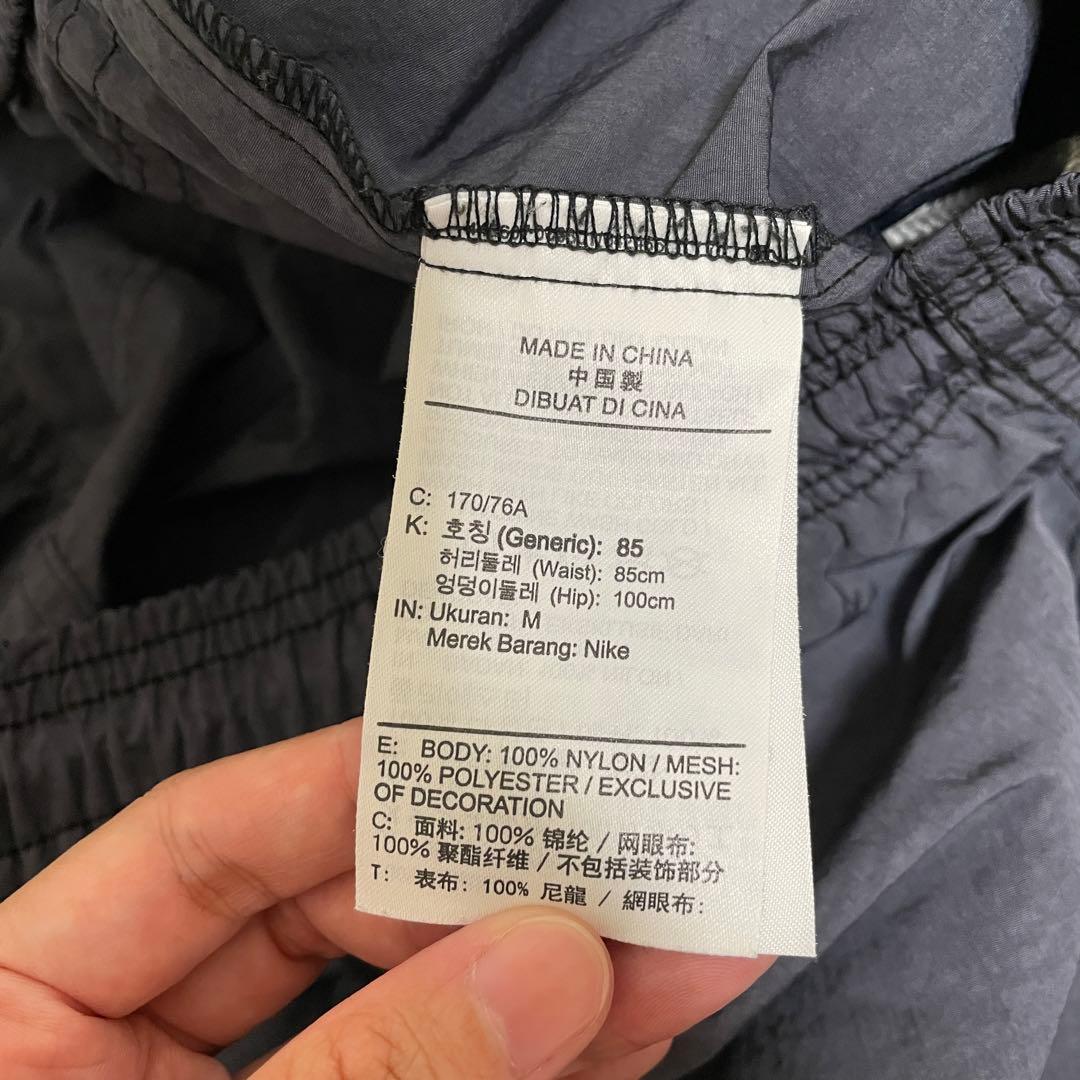 MADE IN CHINA
中国製
DIBUAT DI CINA
C: 170/76A
K: 호칭 (Generic): 85
허리둘레 (Waist): 85cm
엉덩이둘레 (Hip): 100cm
IN: Ukuran: M
Merek Barang: Nike
E: BODY: 100% NYLON / MESH:
100% POLYESTER / EXCLUSIVE
OF DECORATION
C: 面料: 100% 锦纶 / 网眼布:
100% 聚酯纤维 / 不包括装饰部分
T: 表布: 100% 尼龍 / 網眼布: